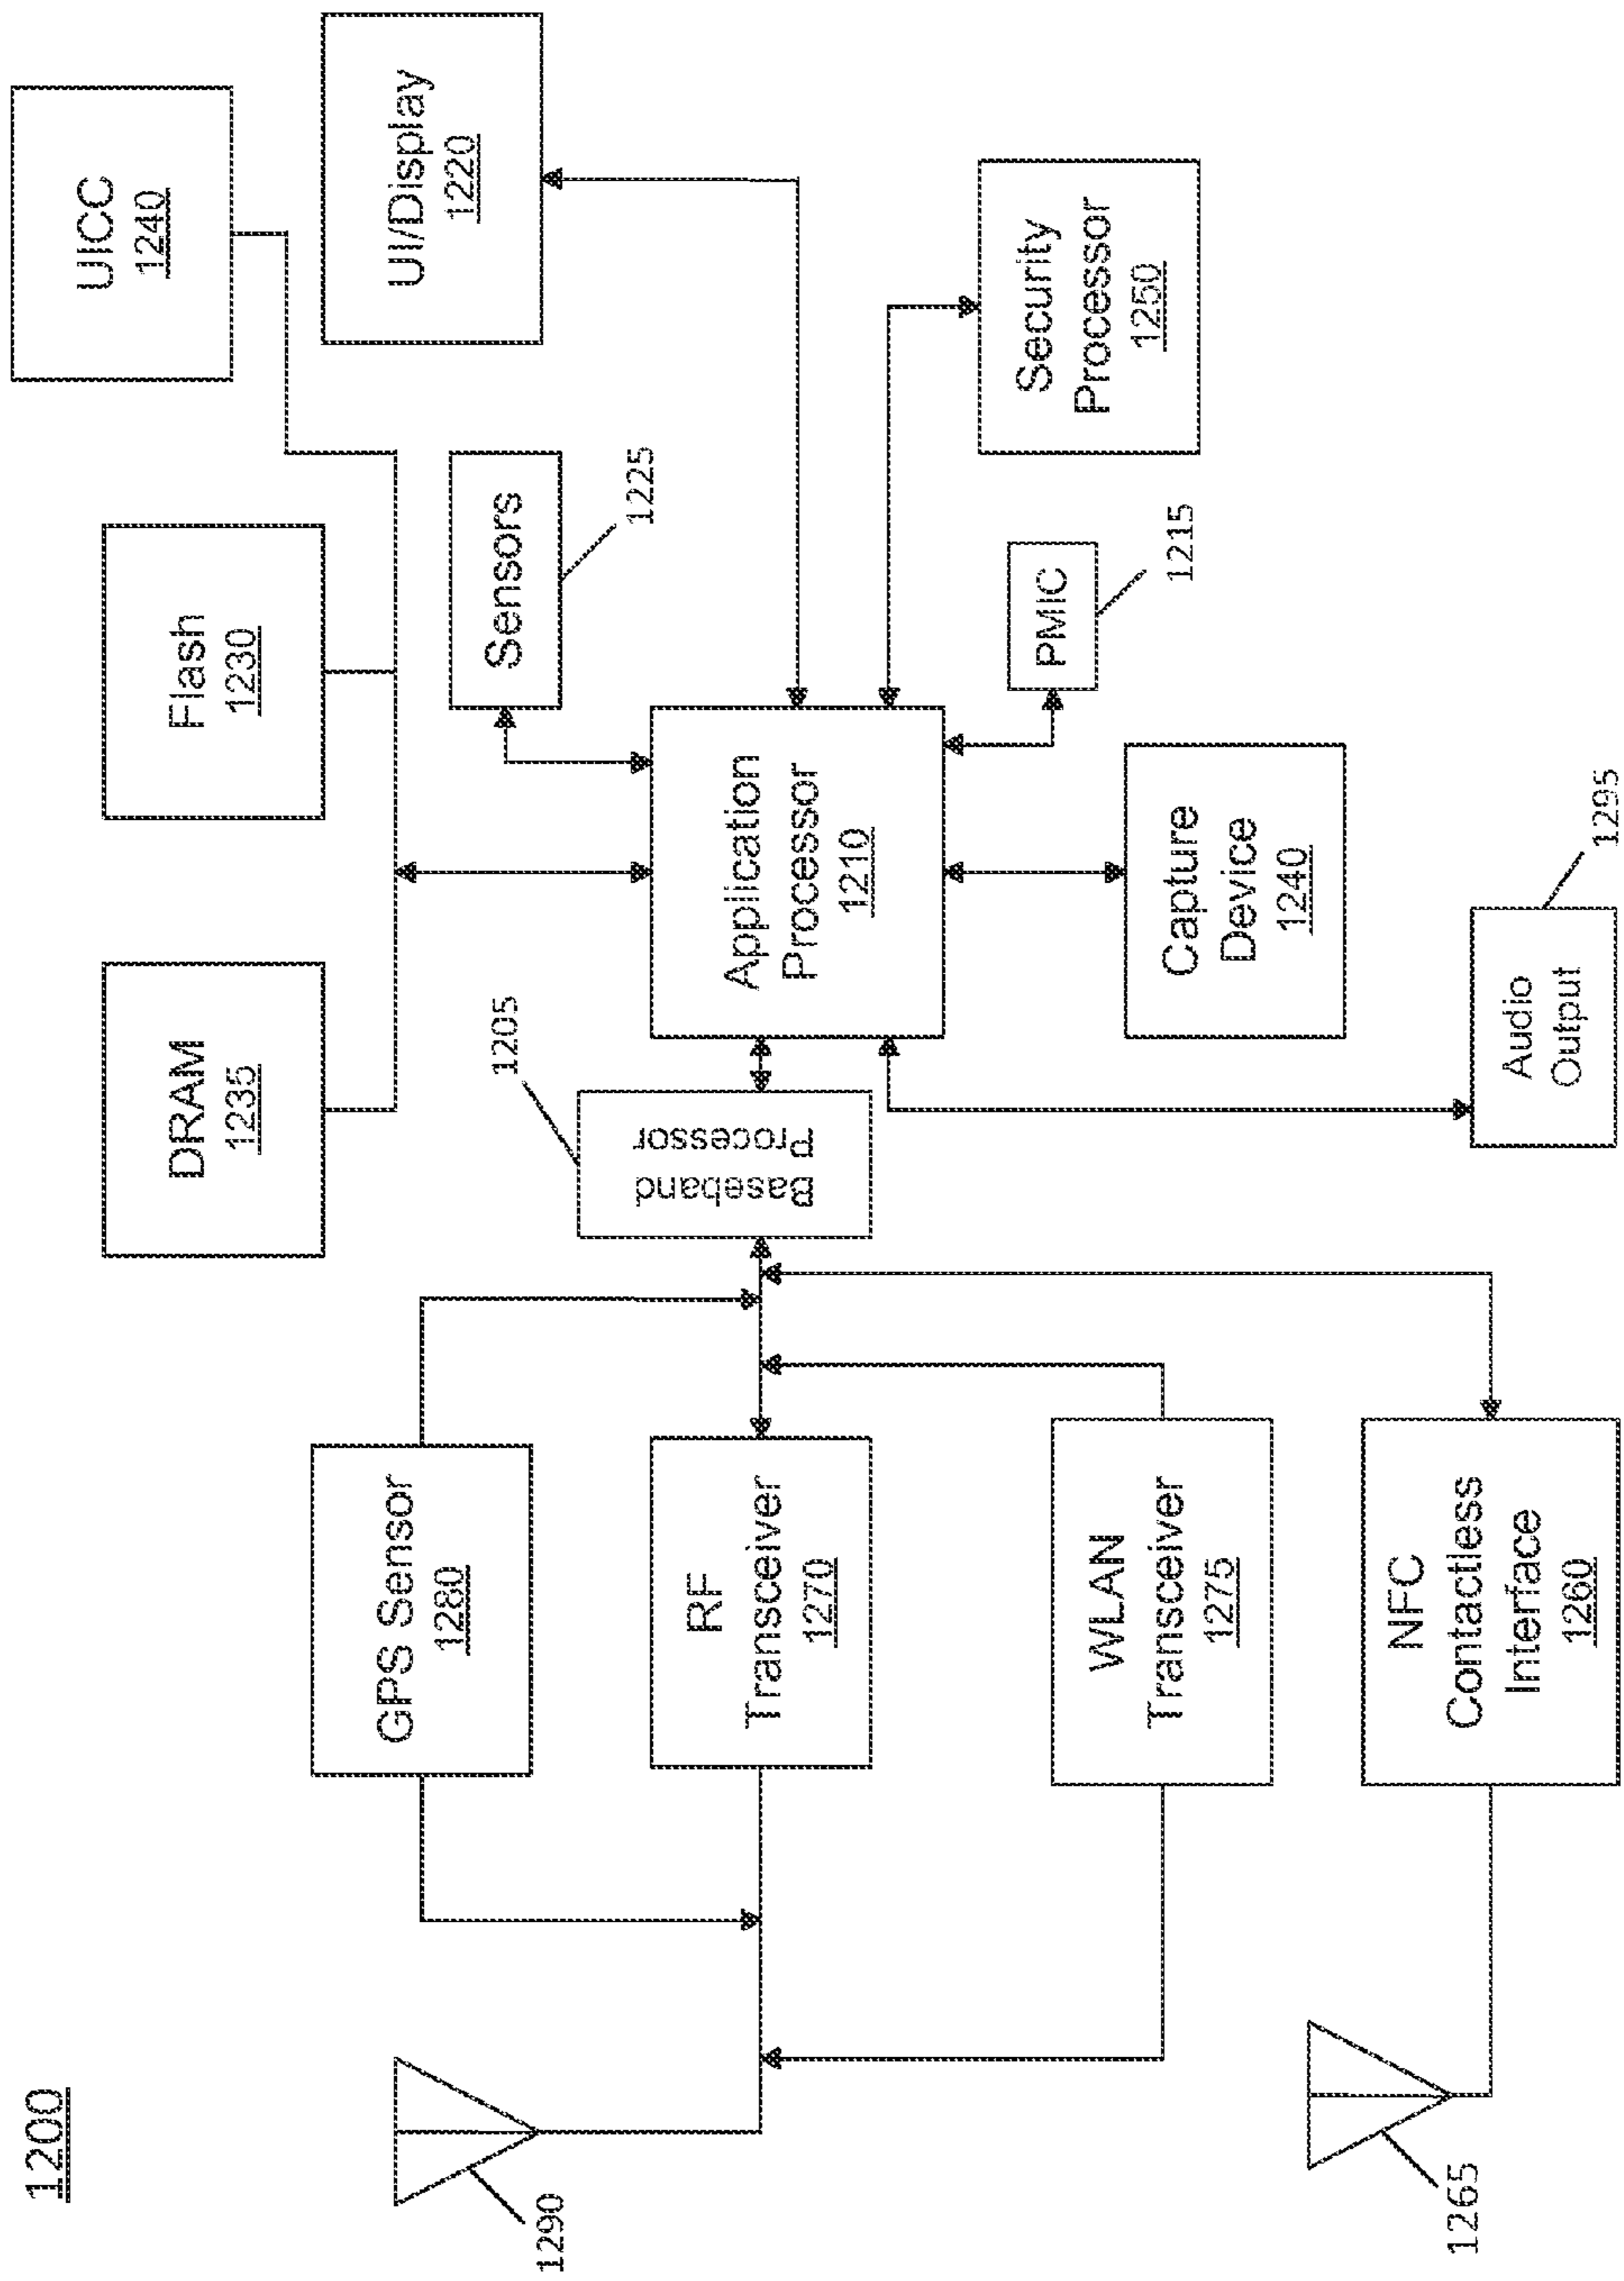 1200
UICC
1240
Flash
1230
DRAM
1235
UI/Display
1220
Sensors
1225
GPS Sensor
1280
1290
1205
Baseband
Processor
Application
Processor
1210
RF
Transceiver
1270
Security
Processor
1250
PMIC
1215
WLAN
Transceiver
1275
Capture
Device
1240
NFC
Contactless
Interface
1260
1265
Audio
Output
1295